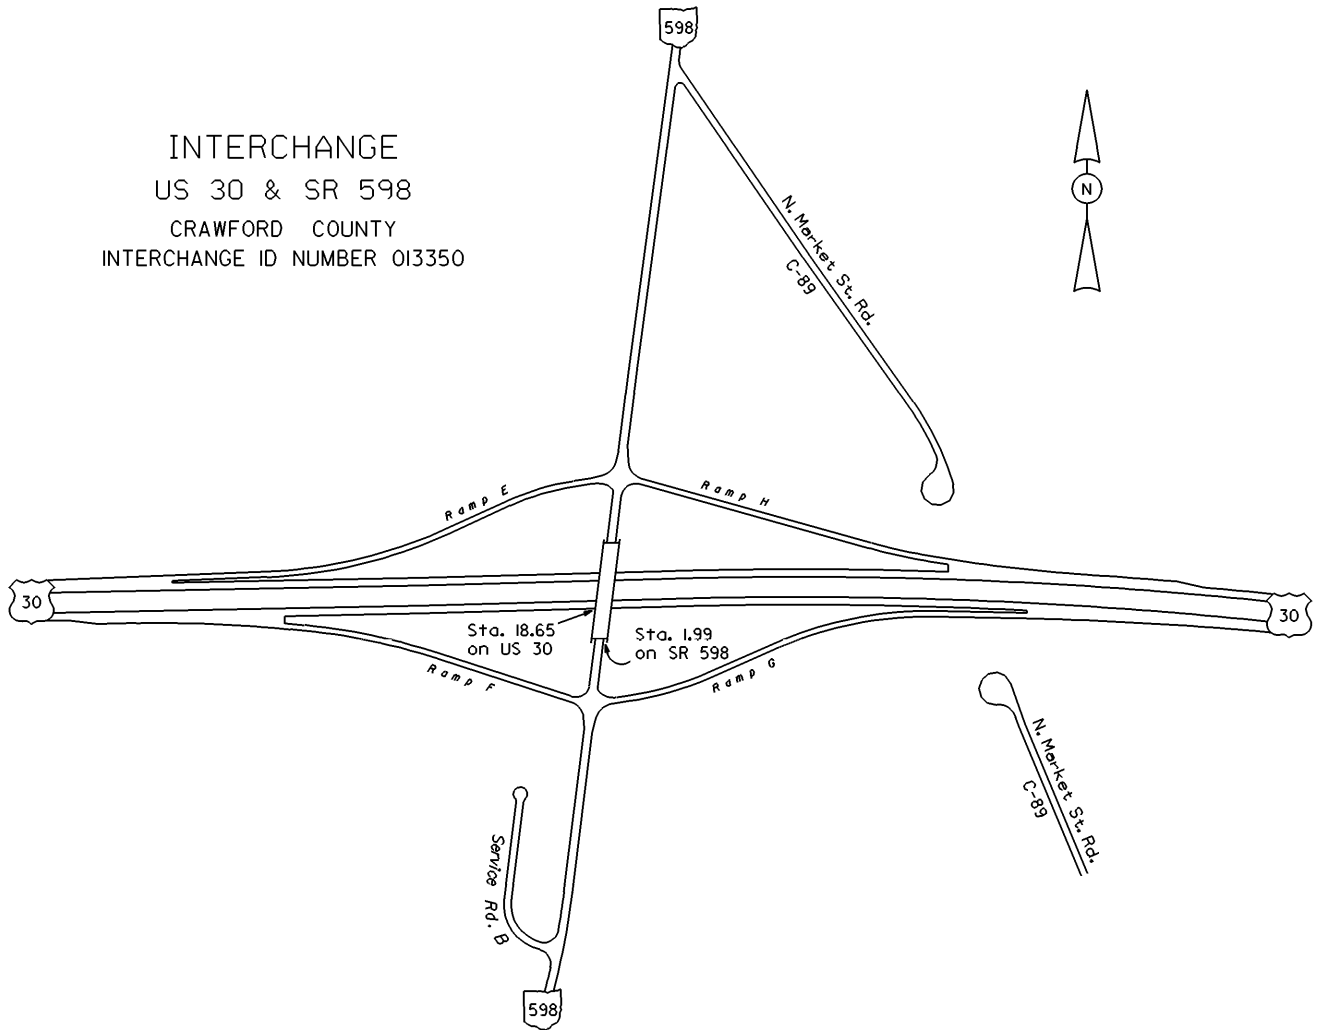 598
INTERCHANGE
US 30 & SR 598
CRAWFORD COUNTY
INTERCHANGE ID NUMBER 013350
N
N. Market St. Rd.
C-89
Ramp E
Ramp H
30
30
Sta. 18.65
on US 30
Sta. 1.99
on SR 598
Ramp F
Ramp G
N. Market St. Rd.
C-89
Service Rd. B
598